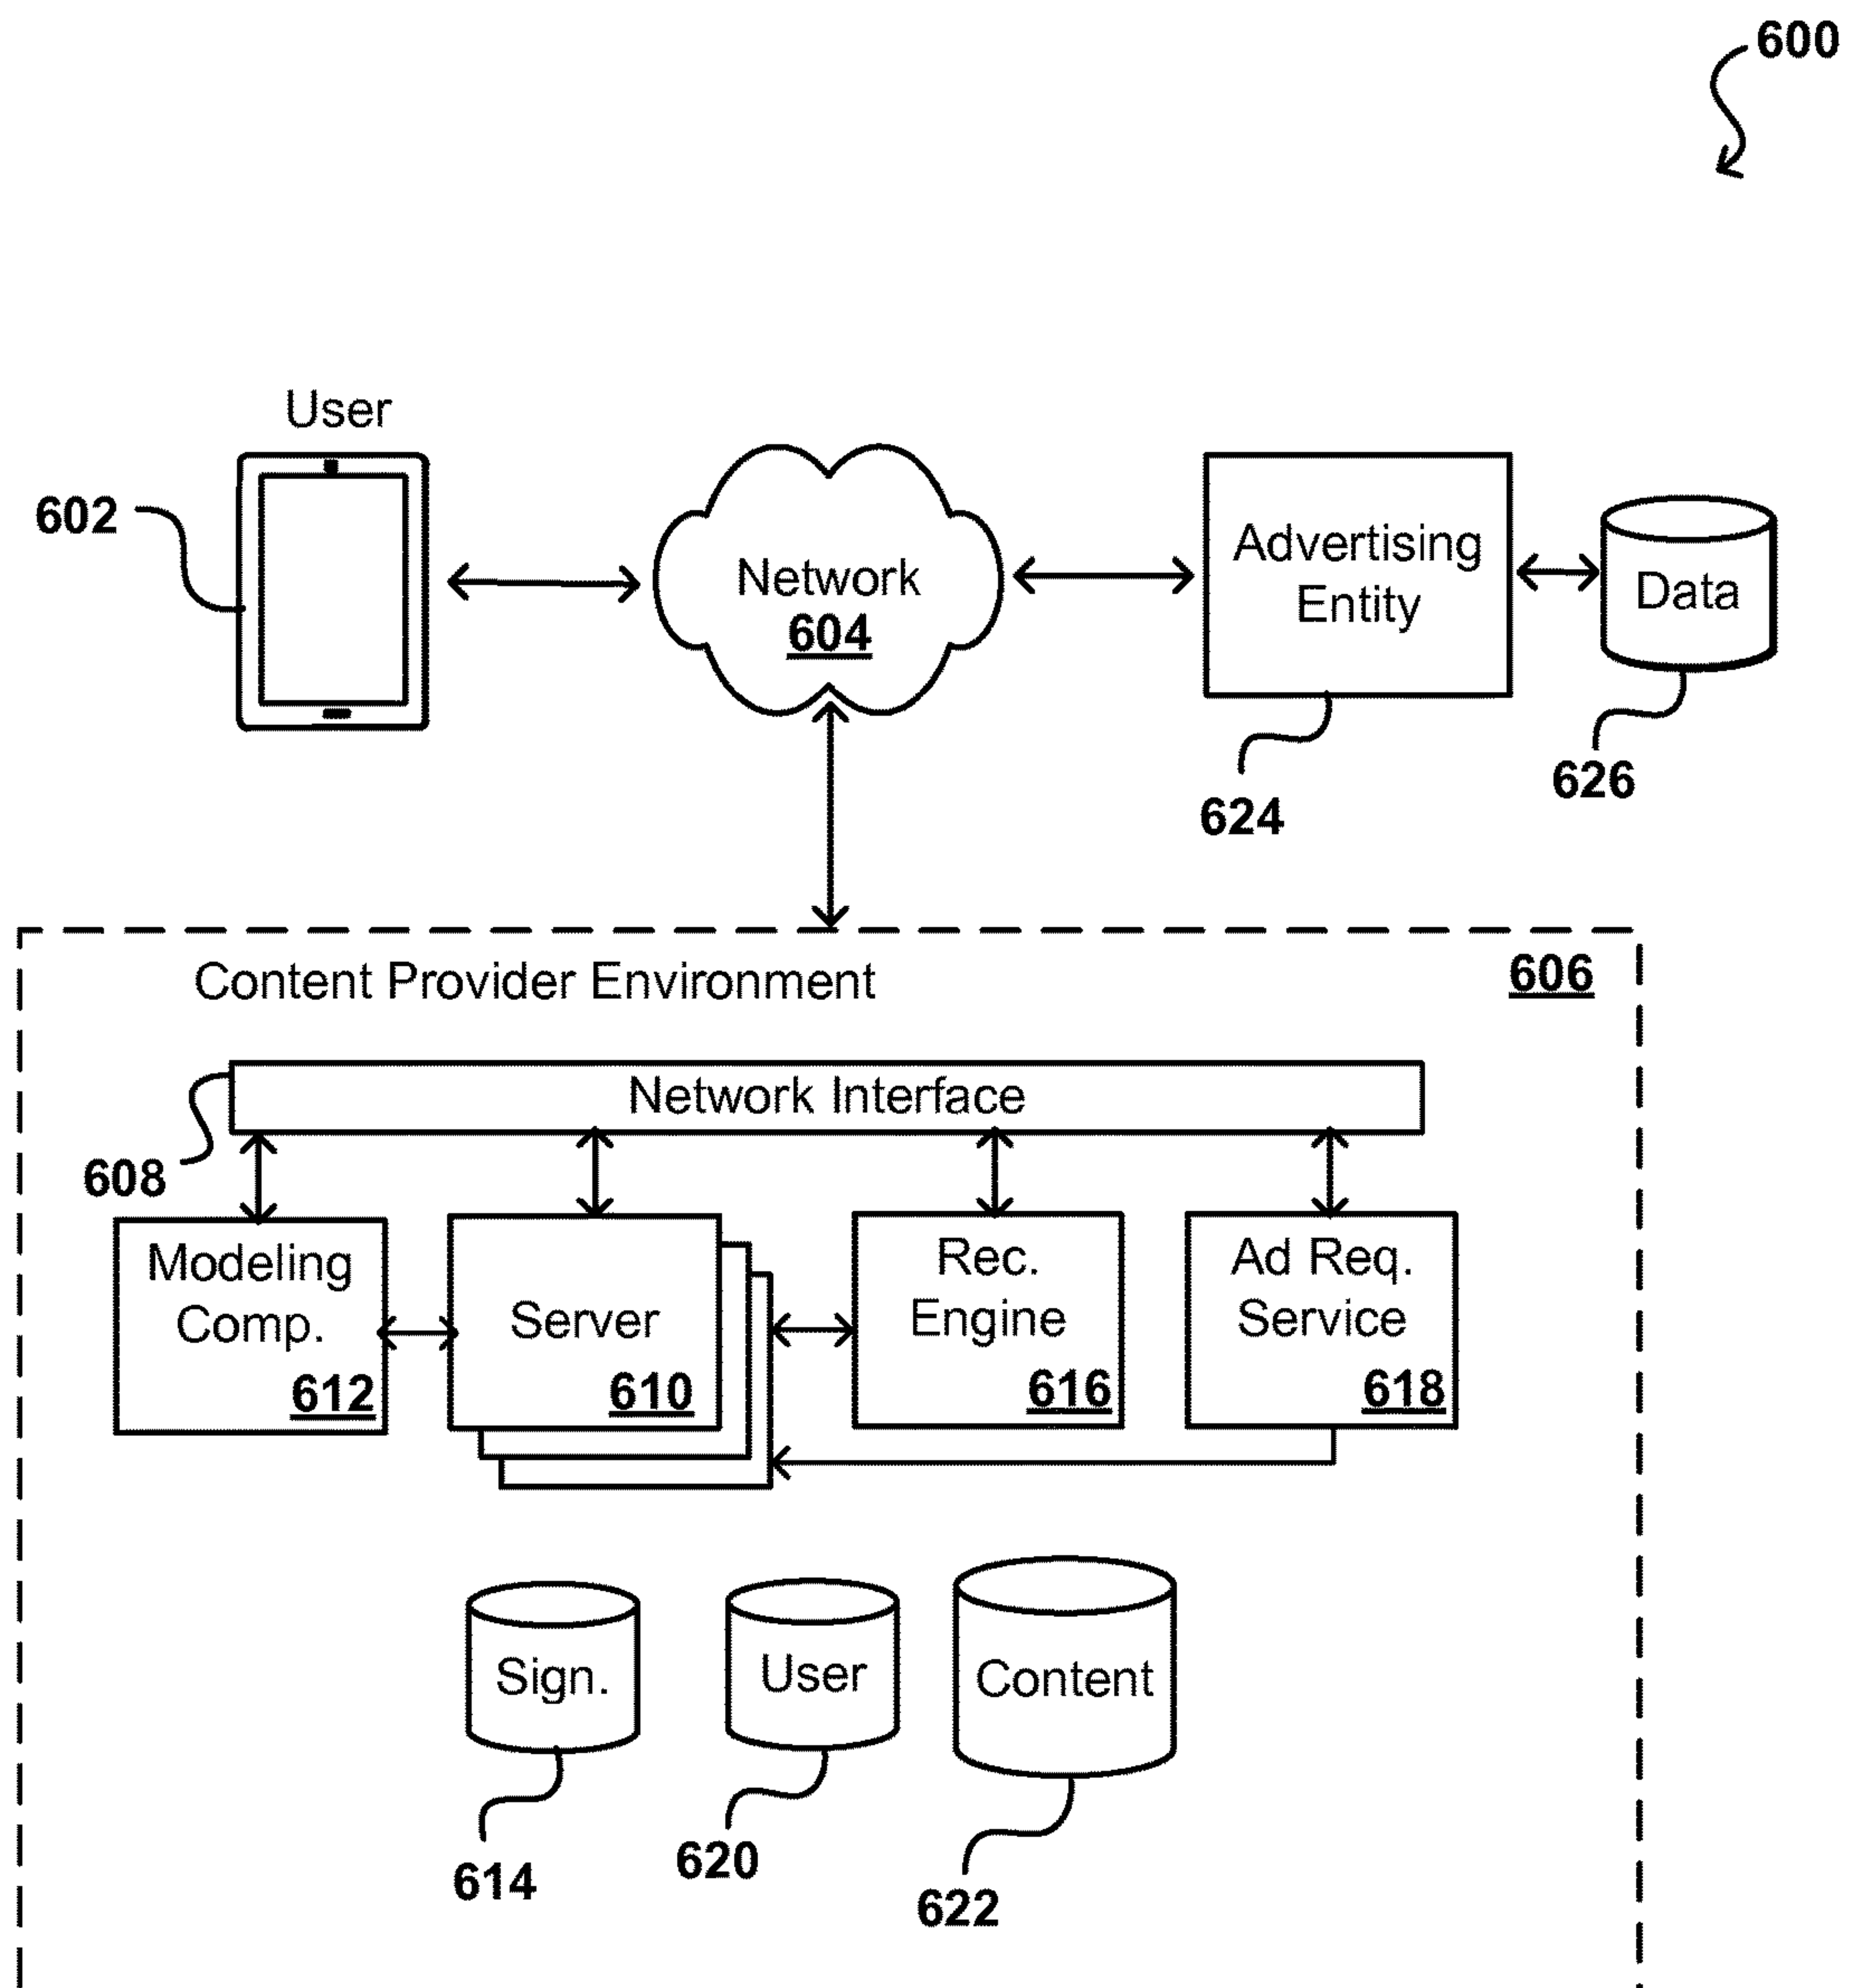 600
User
602
Network
604
Advertising
Entity
Data
624
626
Content Provider Environment
606
Network Interface
608
Modeling
Comp.
612
Server
610
Rec.
Engine
616
Ad Req.
Service
618
Sign.
User
Content
614
620
622